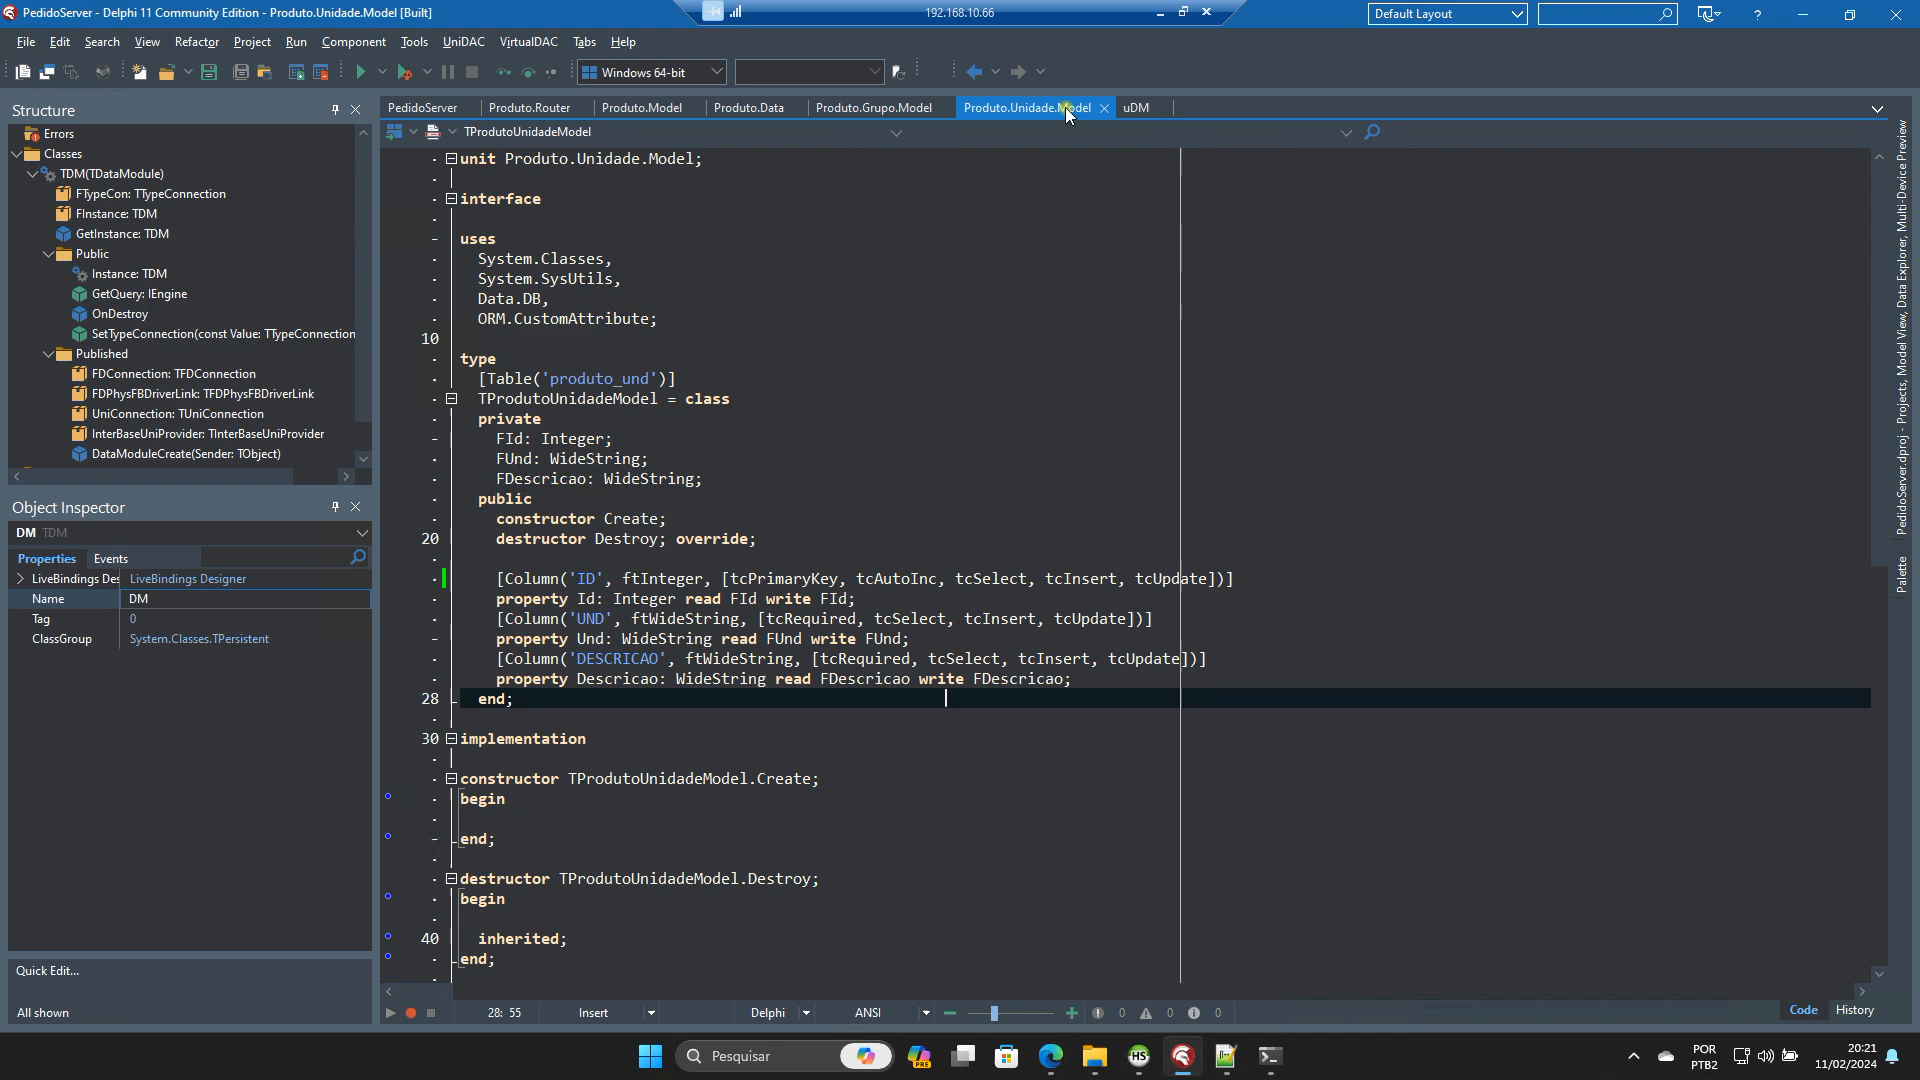 PedidoServer - Delphi 11 Community Edition - Produto.Unidade.Model [Built]
192.168.10.66
Default Layout
File Edit Search View Refactor Project Run Component Tools UniDAC VirtualDAC Tabs Help
Windows 64-bit
Structure
Errors
Classes
TDM(TDataModule)
FTypeCon: TTypeConnection
FInstance: TDM
GetInstance: TDM
Public
Instance: TDM
GetQuery: IEngine
OnDestroy
SetTypeConnection(const Value: TTypeConnection
Published
FDConnection: TFDConnection
FDPhysFBDriverLink: TFDPhysFBDriverLink
UniConnection: TUniConnection
InterBaseUniProvider: TInterBaseUniProvider
DataModuleCreate(Sender: TObject)
Object Inspector
DM TDM
Properties Events
LiveBindings Des LiveBindings Designer
Name DM
Tag 0
ClassGroup System.Classes.TPersistent
Quick Edit...
All shown
PedidoServer Produto.Router Produto.Model Produto.Data Produto.Grupo.Model Produto.Unidade.Model uDM
TProdutoUnidadeModel
unit Produto.Unidade.Model;
interface
uses
System.Classes,
System.SysUtils,
Data.DB,
ORM.CustomAttribute;
10
type
[Table('produto_und')]
TProdutoUnidadeModel = class
private
FId: Integer;
FUnd: WideString;
FDescricao: WideString;
public
constructor Create;
20 destructor Destroy; override;
[Column('ID', ftInteger, [tcPrimaryKey, tcAutoInc, tcSelect, tcInsert, tcUpdate])]
property Id: Integer read FId write FId;
[Column('UND', ftWideString, [tcRequired, tcSelect, tcInsert, tcUpdate])]
property Und: WideString read FUnd write FUnd;
[Column('DESCRICAO', ftWideString, [tcRequired, tcSelect, tcInsert, tcUpdate])]
property Descricao: WideString read FDescricao write FDescricao;
28 end;
30 implementation
constructor TProdutoUnidadeModel.Create;
begin
end;
destructor TProdutoUnidadeModel.Destroy;
begin
40 inherited;
end;
28: 55 Insert Delphi ANSI 0 0 0
Code History
PedidoServer.dproj - Projects, Model View, Data Explorer, Multi-Device Preview
Palette
Pesquisar
PRE
HS
POR
PTB2
20:21
11/02/2024